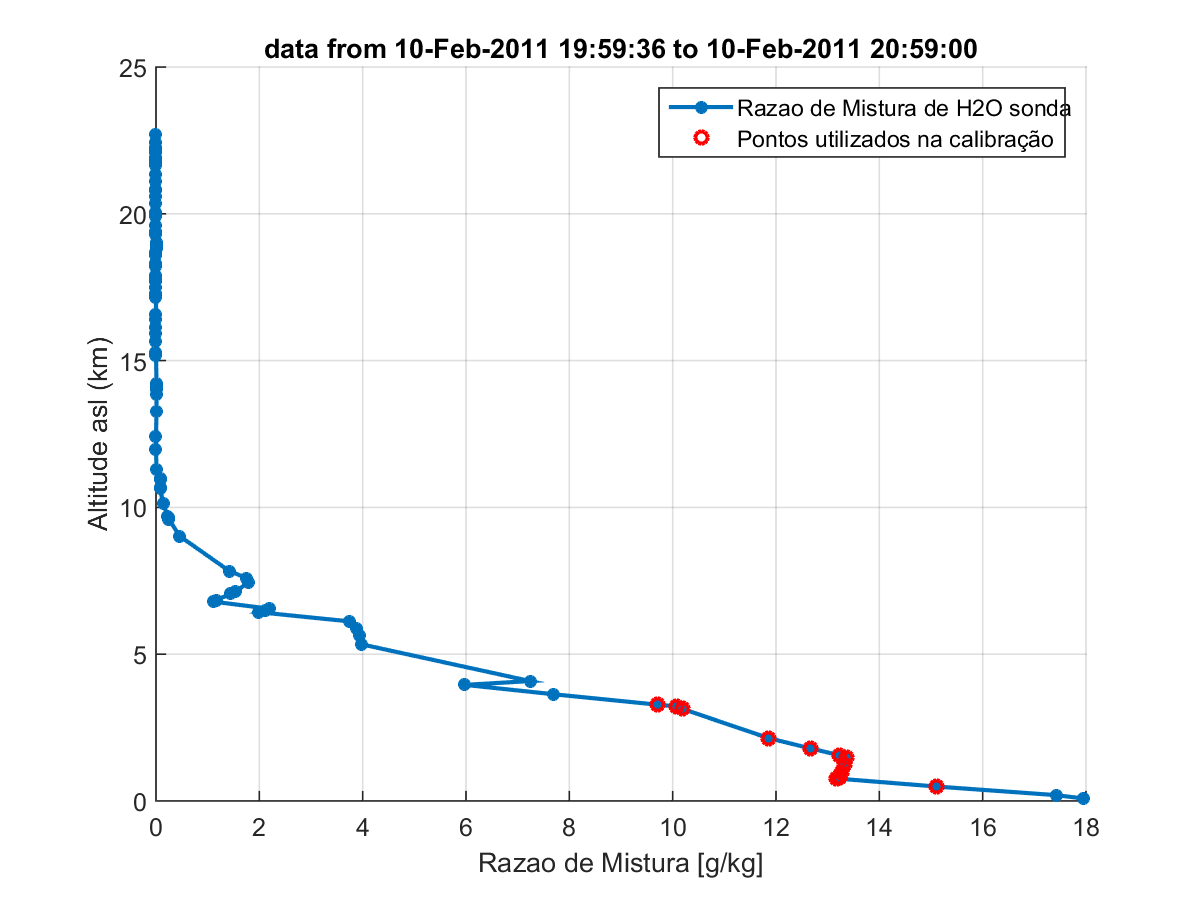 data from 10-Feb-2011 19:59:36 to 10-Feb-2011 20:59:00
Razao de Mistura de H2O sonda
Pontos utilizados na calibração
Altitude asl (km)
25
20
15
10
5
0
0 2 4 6 8 10 12 14 16 18
Razao de Mistura [g/kg]